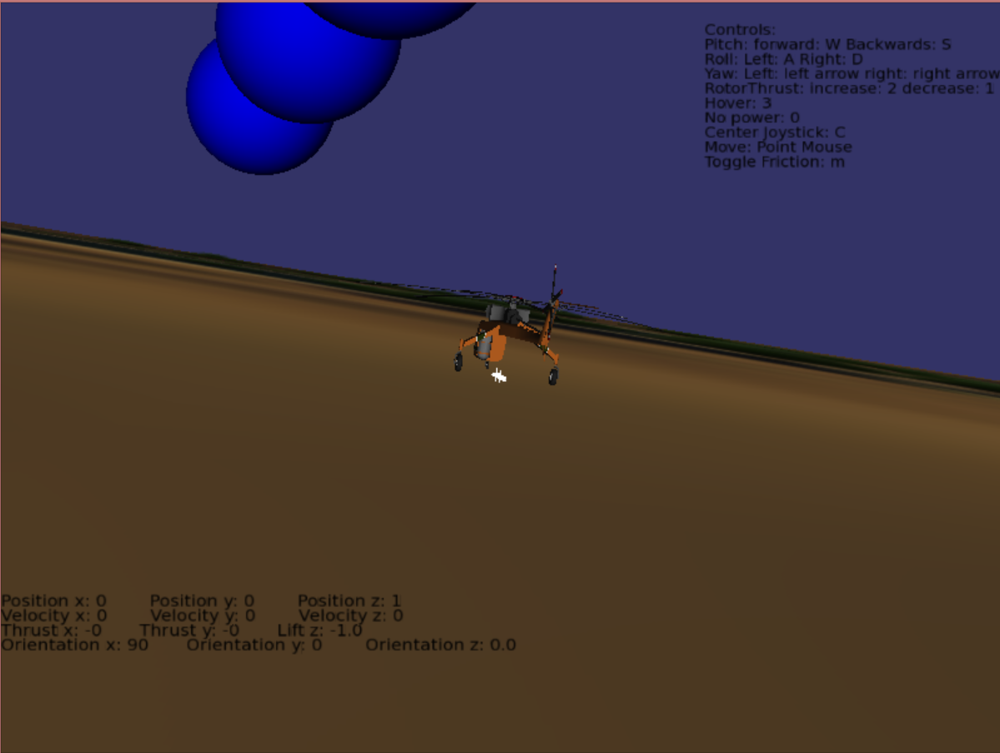 Controls:
Pitch: forward: W Backwards: S
Roll: Left: A Right: D
Yaw: Left: left arrow right: right arrow
RotorThrust: increase: 2 decrease: 1
Hover: 3
No power: 0
Center Joystick: C
Move: Point Mouse
Toggle Friction: m
Position x: 0 Position y: 0 Position z: 1
Velocity x: 0 Velocity y: 0 Velocity z: 0
Thrust x: -0 Thrust y: -0 Lift z: -1.0
Orientation x: 90 Orientation y: 0 Orientation z: 0.0